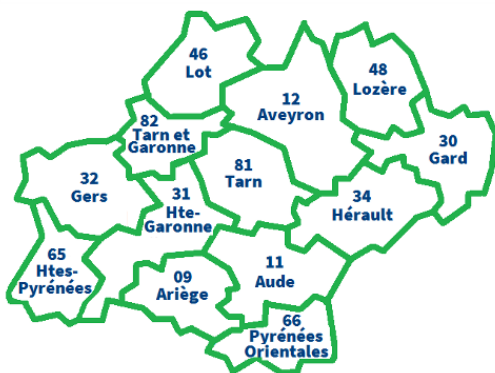 46
Lot
48
Lozère
12
Aveyron
82
Tarn et
Garonne
30
Gard
81
Tarn
32
Gers
31
Hte-
Garonne
34
Hérault
65
Htes-
Pyrénées
09
Ariège
11
Aude
66
Pyrénées
Orientales